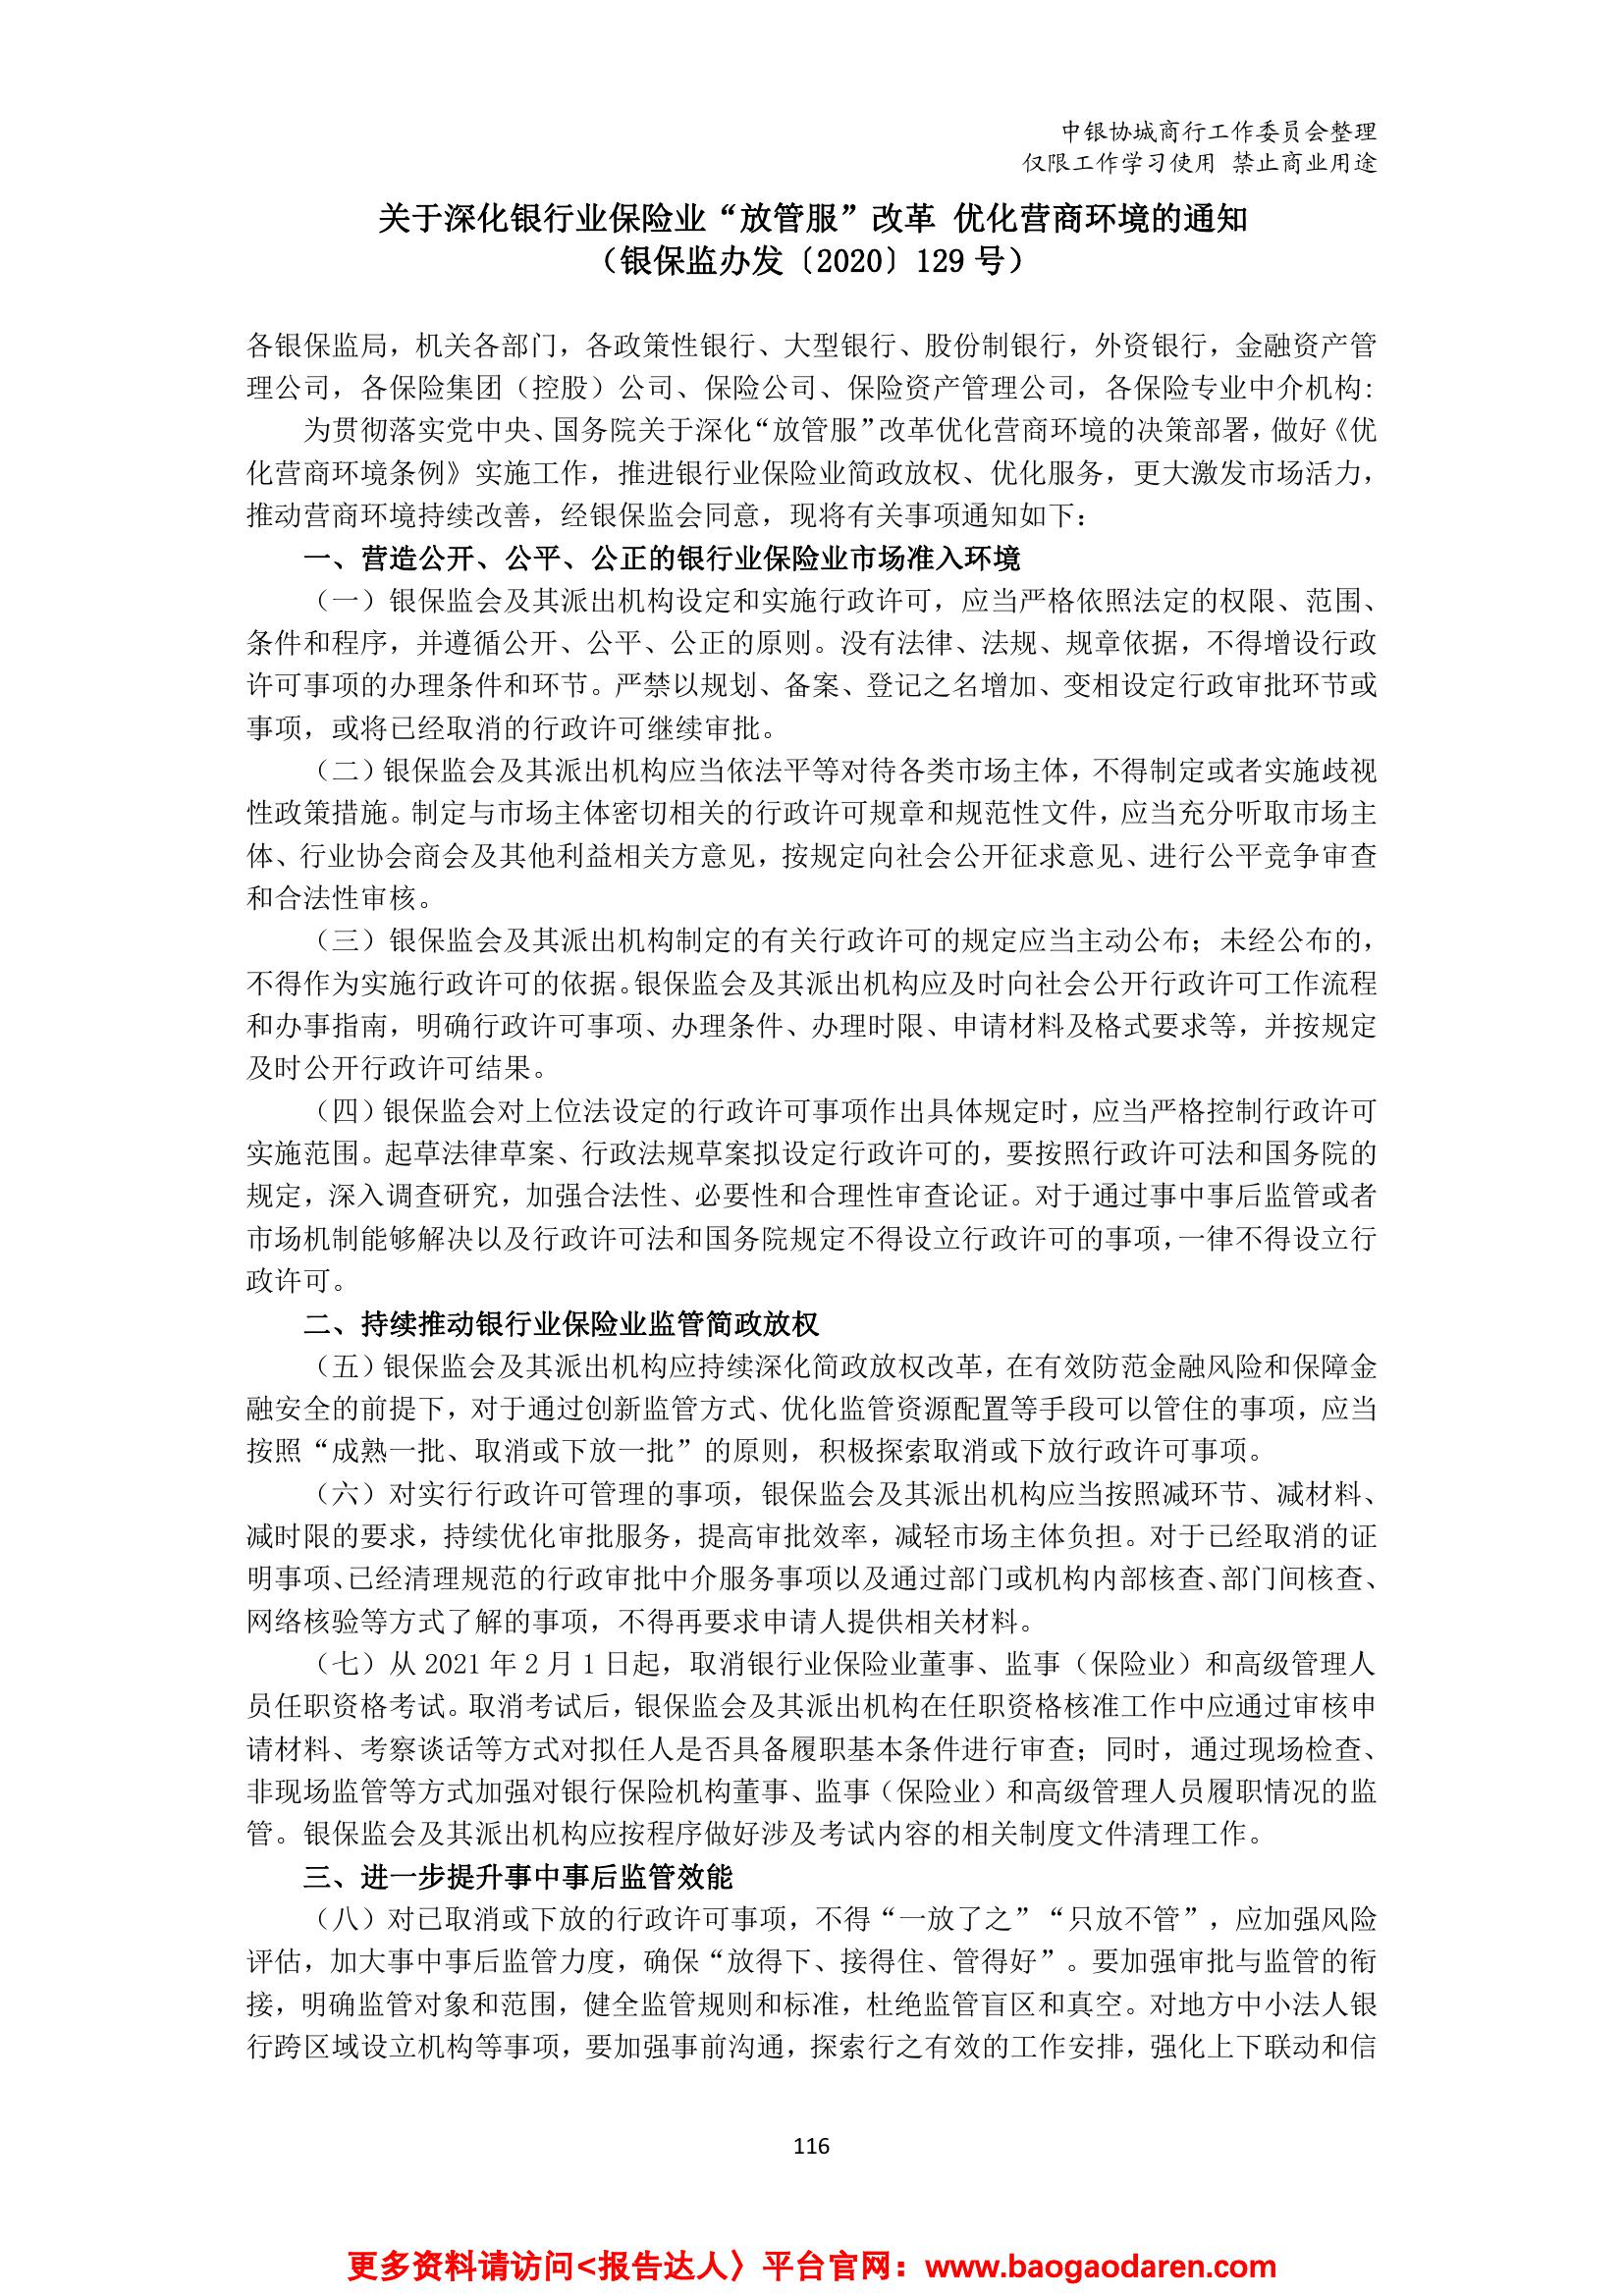 中银协城商行工作委员会整理
仅限工作学习使用 禁止商业用途
关于深化银行业保险业“放管服”改革 优化营商环境的通知
（银保监办发〔2020〕129 号）
各银保监局，机关各部门，各政策性银行、大型银行、股份制银行，外资银行，金融资产管
理公司，各保险集团（控股）公司、保险公司、保险资产管理公司，各保险专业中介机构：
为贯彻落实党中央、国务院关于深化“放管服”改革优化营商环境的决策部署，做好《优
化营商环境条例》实施工作，推进银行业保险业简政放权、优化服务，更大激发市场活力，
推动营商环境持续改善，经银保监会同意，现将有关事项通知如下：
一、营造公开、公平、公正的银行业保险业市场准入环境
（一）银保监会及其派出机构设定和实施行政许可，应当严格依照法定的权限、范围、
条件和程序，并遵循公开、公平、公正的原则。没有法律、法规、规章依据，不得增设行政
许可事项的办理条件和环节。严禁以规划、备案、登记之名增加、变相设定行政审批环节或
事项，或将已经取消的行政许可继续审批。
（二）银保监会及其派出机构应当依法平等对待各类市场主体，不得制定或者实施歧视
性政策措施。制定与市场主体密切相关的行政许可规章和规范性文件，应当充分听取市场主
体、行业协会商会及其他利益相关方意见，按规定向社会公开征求意见、进行公平竞争审查
和合法性审核。
（三）银保监会及其派出机构制定的有关行政许可的规定应当主动公布；未经公布的，
不得作为实施行政许可的依据。银保监会及其派出机构应及时向社会公开行政许可工作流程
和办事指南，明确行政许可事项、办理条件、办理时限、申请材料及格式要求等，并按规定
及时公开行政许可结果。
（四）银保监会对上位法设定的行政许可事项作出具体规定时，应当严格控制行政许可
实施范围。起草法律草案、行政法规草案拟设定行政许可的，要按照行政许可法和国务院的
规定，深入调查研究，加强合法性、必要性和合理性审查论证。对于通过事中事后监管或者
市场机制能够解决以及行政许可法和国务院规定不得设立行政许可的事项，一律不得设立行
政许可。
二、持续推动银行业保险业监管简政放权
（五）银保监会及其派出机构应持续深化简政放权改革，在有效防范金融风险和保障金
融安全的前提下，对于通过创新监管方式、优化监管资源配置等手段可以管住的事项，应当
按照“成熟一批、取消或下放一批”的原则，积极探索取消或下放行政许可事项。
（六）对实行行政许可管理的事项，银保监会及其派出机构应当按照减环节、减材料、
减时限的要求，持续优化审批服务，提高审批效率，减轻市场主体负担。对于已经取消的证
明事项、已经清理规范的行政审批中介服务事项以及通过部门或机构内部核查、部门间核查、
网络核验等方式了解的事项，不得再要求申请人提供相关材料。
（七）从 2021 年 2 月 1 日起，取消银行业保险业董事、监事（保险业）和高级管理人
员任职资格考试。取消考试后，银保监会及其派出机构在任职资格核准工作中应通过审核申
请材料、考察谈话等方式对拟任人是否具备履职基本条件进行审查；同时，通过现场检查、
非现场监管等方式加强对银行保险机构董事、监事（保险业）和高级管理人员履职情况的监
管。银保监会及其派出机构应按程序做好涉及考试内容的相关制度文件清理工作。
三、进一步提升事中事后监管效能
（八）对已取消或下放的行政许可事项，不得“一放了之”“只放不管”，应加强风险
评估，加大事中事后监管力度，确保“放得下、接得住、管得好”。要加强审批与监管的衔
接，明确监管对象和范围，健全监管规则和标准，杜绝监管盲区和真空。对地方中小法人银
行跨区域设立机构等事项，要加强事前沟通，探索行之有效的工作安排，强化上下联动和信
116
更多资料请访问<报告达人〉平台官网：www.baogaodaren.com